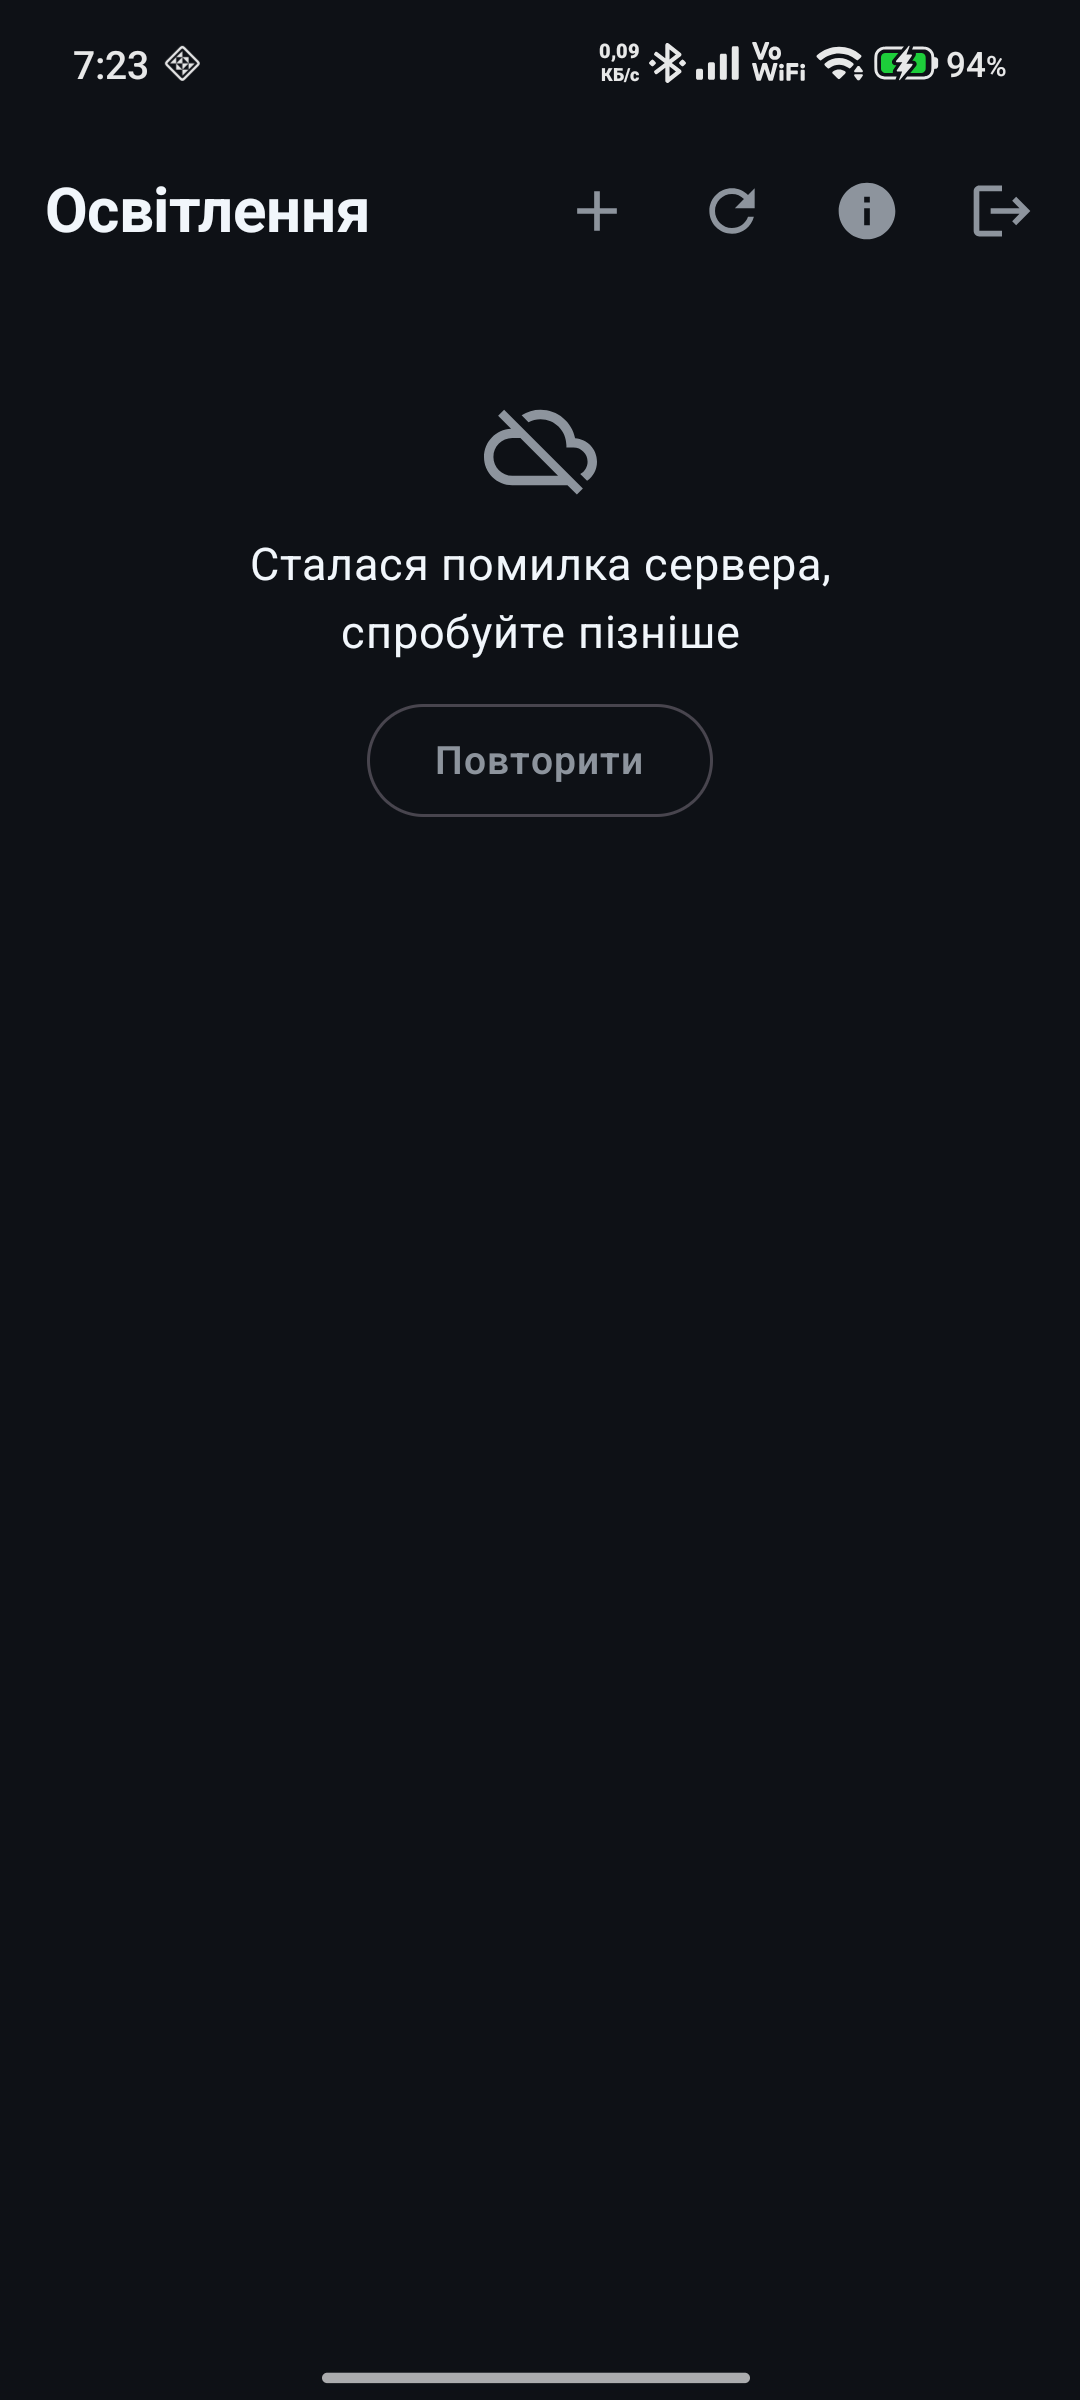 7:23
0,09
КБ/с
Vo
WiFi
94%
Освітлення
Сталася помилка сервера,
спробуйте пізніше
Повторити